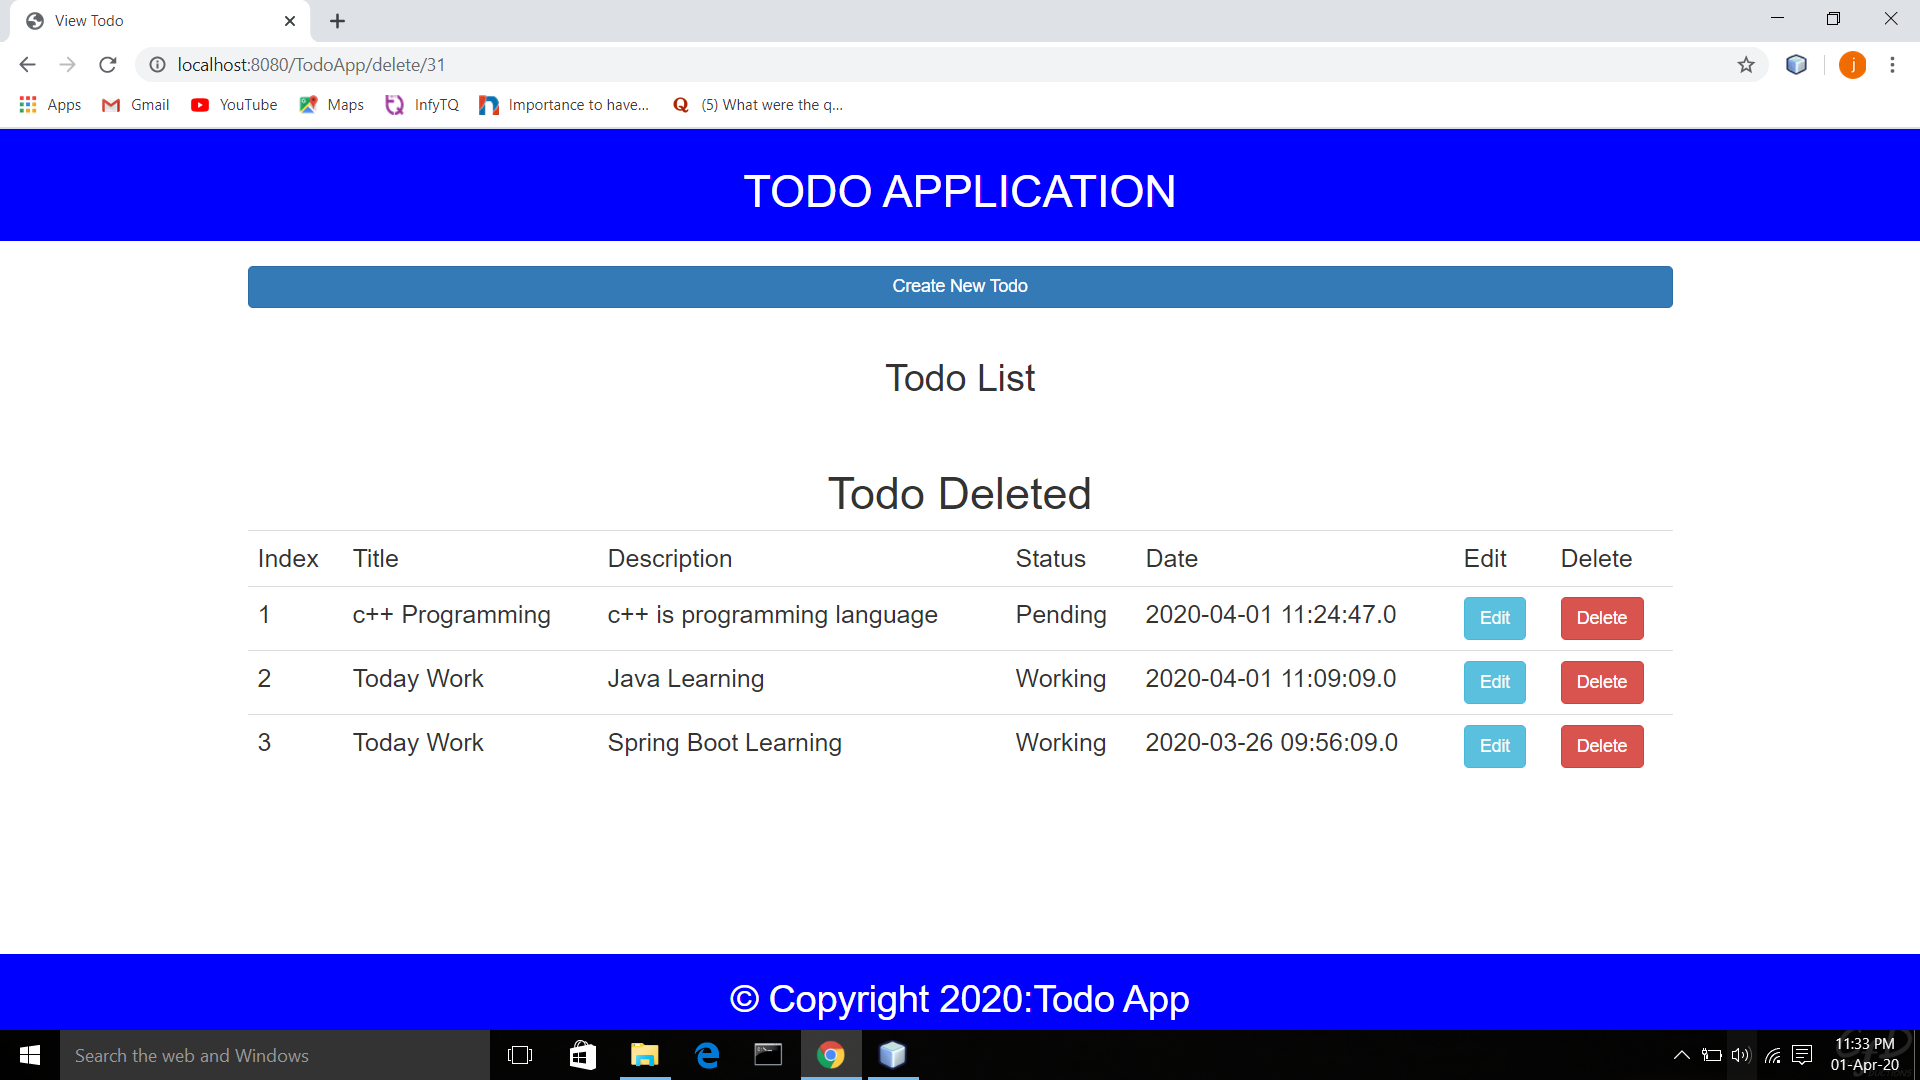 View Todo
localhost:8080/TodoApp/delete/31
j
Apps Gmail YouTube Maps InfyTQ Importance to have... (5) What were the q...
TODO APPLICATION
Create New Todo
Todo List
Todo Deleted
Index Title Description Status Date Edit Delete
1 c++ Programming c++ is programming language Pending 2020-04-01 11:24:47.0 Edit Delete
2 Today Work Java Learning Working 2020-04-01 11:09:09.0 Edit Delete
3 Today Work Spring Boot Learning Working 2020-03-26 09:56:09.0 Edit Delete
© Copyright 2020:Todo App
Search the web and Windows
11:33 PM
01-Apr-20